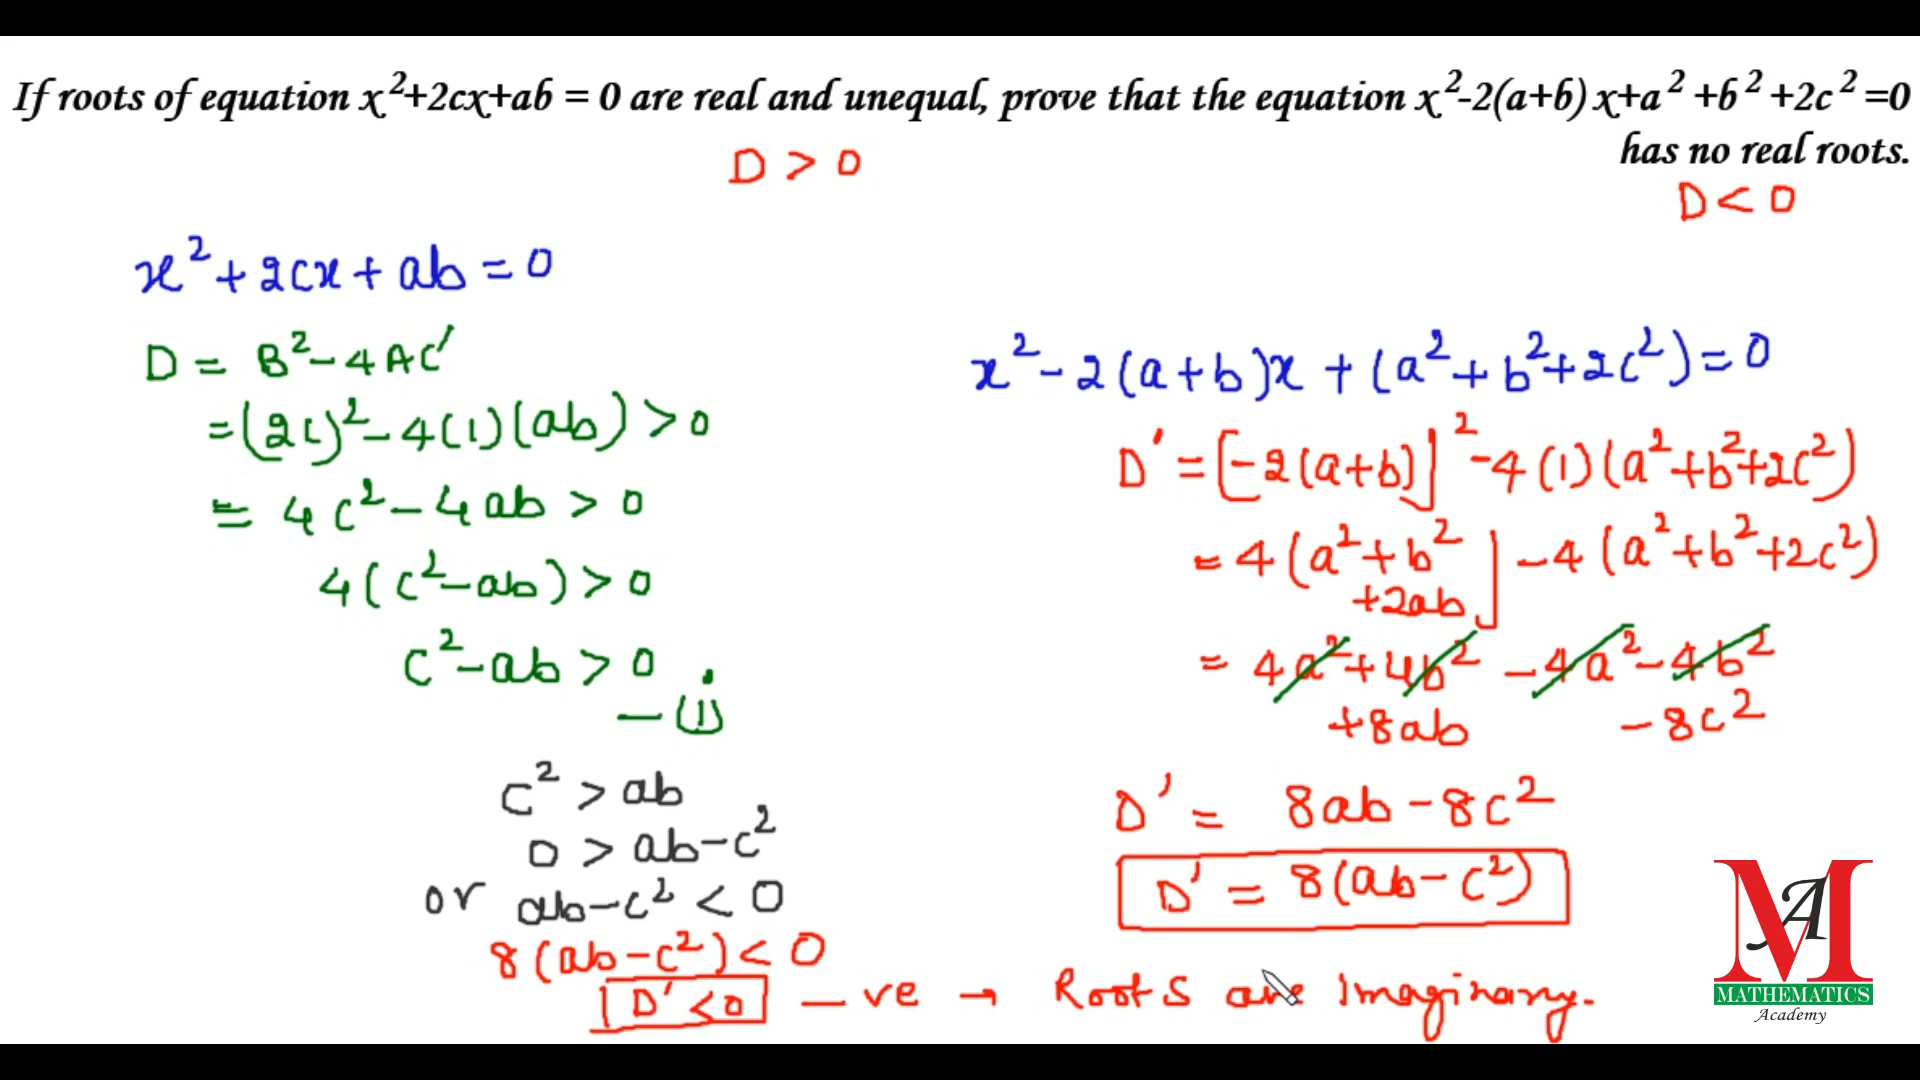 If roots of equation x²+2cx+ab = 0 are real and unequal, prove that the equation x²-2(a+b)x+a²+b²+2c²=0
has no real roots.
D > 0
D < 0
x² + 2cx + ab = 0
D = B² - 4AC
= (2c)² - 4(1)(ab) > 0
= 4c² - 4ab > 0
4(c² - ab) > 0
c² - ab > 0
— (1)
c² > ab
0 > ab - c²
or ab - c² < 0
8(ab - c²) < 0
D' < 0 — ve → Roots are Imaginary.
x² - 2(a+b)x + (a² + b² + 2c²) = 0
D' = [-2(a+b)]² - 4(1)(a² + b² + 2c²)
= 4(a² + b² + 2ab] - 4(a² + b² + 2c²)
= 4a² + 4b² - 4a² - 4b²
+ 8ab - 8c²
D' = 8ab - 8c²
D' = 8(ab - c²)
MA
MATHEMATICS
Academy